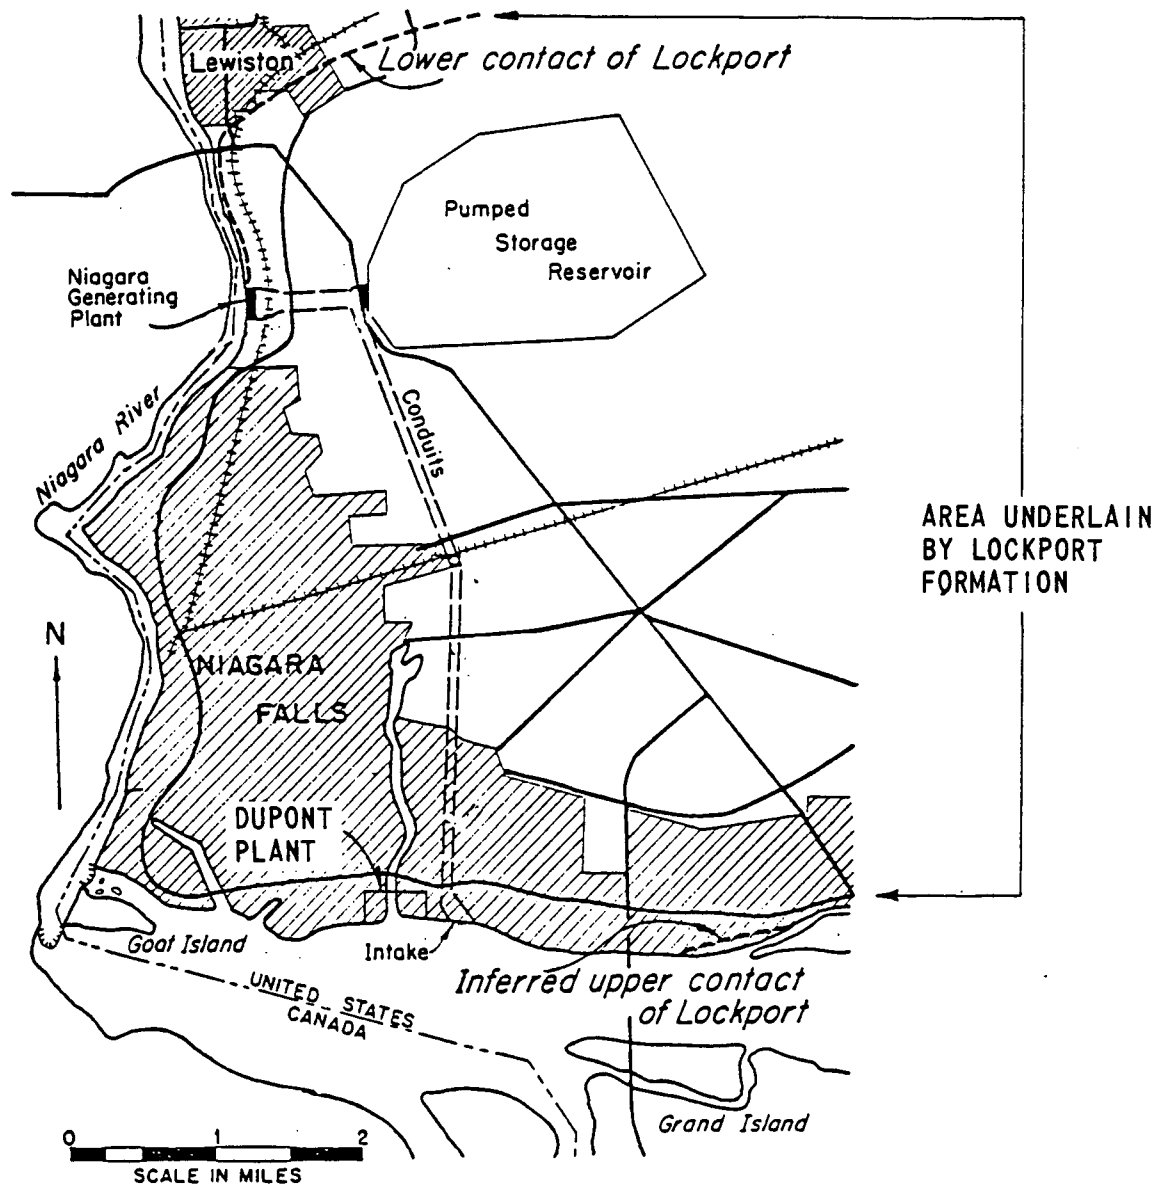 Lewiston
Lower contact of Lockport
Pumped
Storage
Reservoir
Niagara
Generating
Plant
Niagara River
Conduits
AREA UNDERLAIN
BY LOCKPORT
FORMATION
N
NIAGARA
FALLS
DUPONT
PLANT
Goat Island
Intake
Inferred upper contact
of Lockport
UNITED STATES
CANADA
Grand Island
0 1 2
SCALE IN MILES